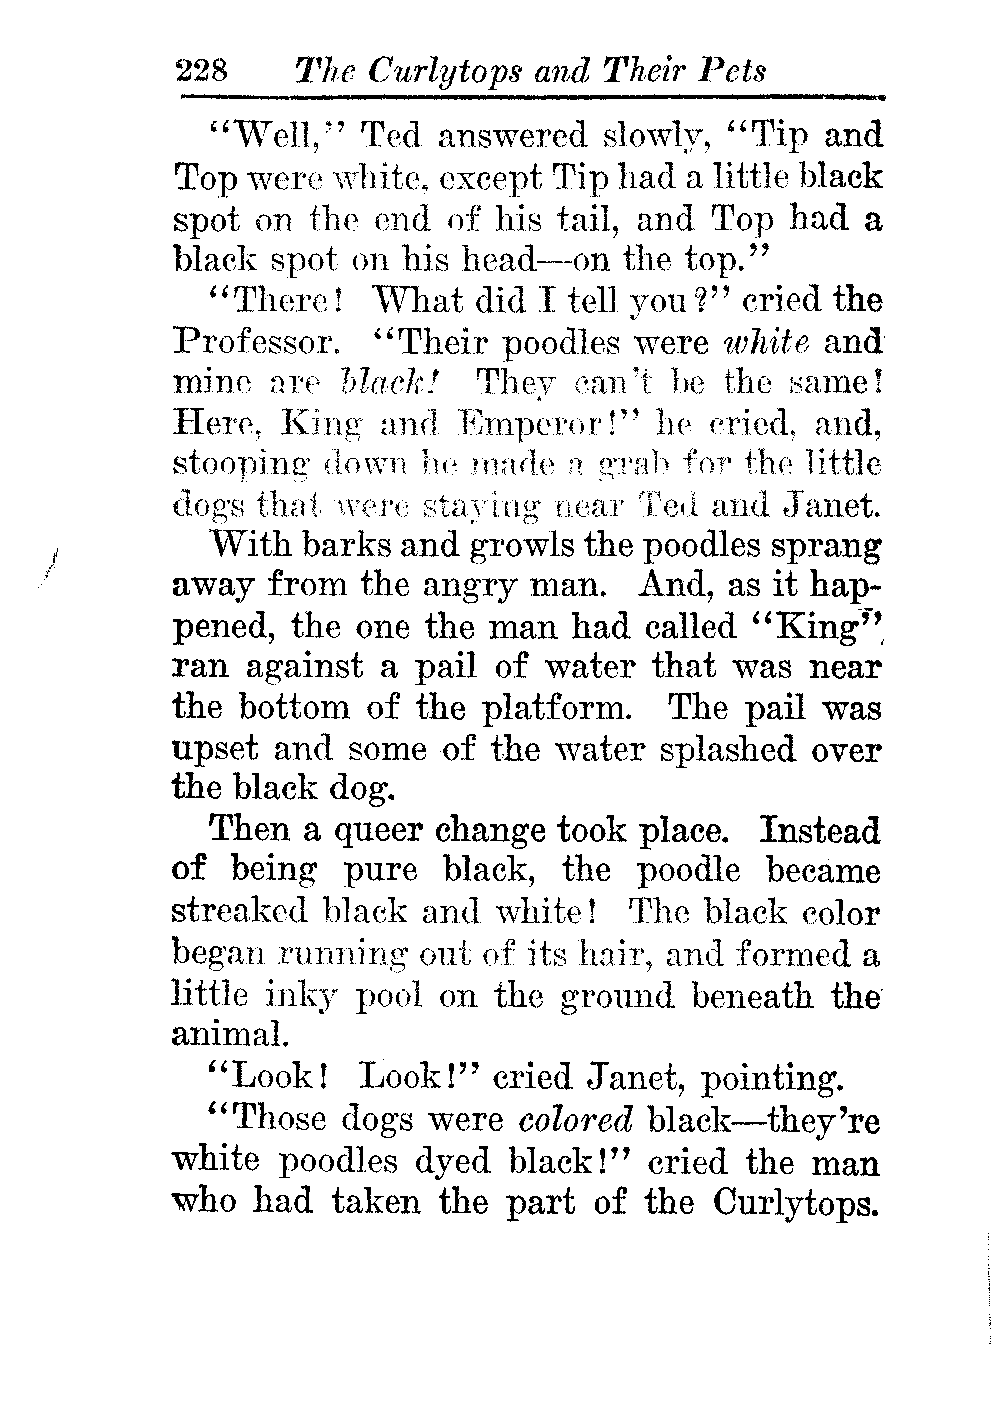 228 The Curlytops and Their Pets
“Well,” Ted answered slowly, “Tip and
Top were white, except Tip had a little black
spot on the end of his tail, and Top had a
black spot on his head—on the top.”
“There! What did I tell you?” cried the
Professor. “Their poodles were white and
mine are black! They can’t be the same!
Here, King and Emperor!” he cried, and,
stooping down he made a grab for the little
dogs that were staying near Ted and Janet.
With barks and growls the poodles sprang
away from the angry man. And, as it hap-
pened, the one the man had called “King”
ran against a pail of water that was near
the bottom of the platform. The pail was
upset and some of the water splashed over
the black dog.
Then a queer change took place. Instead
of being pure black, the poodle became
streaked black and white! The black color
began running out of its hair, and formed a
little inky pool on the ground beneath the
animal.
“Look! Look!” cried Janet, pointing.
“Those dogs were colored black—they’re
white poodles dyed black!” cried the man
who had taken the part of the Curlytops.